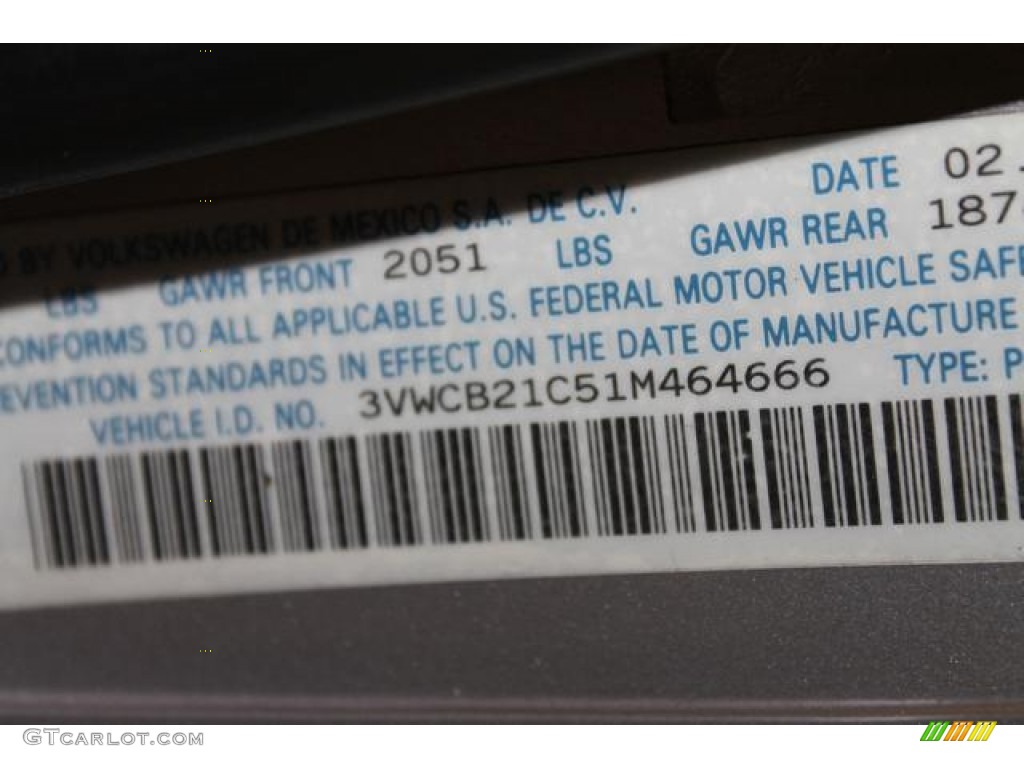 DATE 02
BY VOLKSWAGEN DE MEXICO S.A. DE C.V.
LBS GAWR FRONT 2051 LBS GAWR REAR 187
CONFORMS TO ALL APPLICABLE U.S. FEDERAL MOTOR VEHICLE SAFE
EVENTION STANDARDS IN EFFECT ON THE DATE OF MANUFACTURE
VEHICLE I.D. NO. 3VWCB21C51M464666 TYPE: P
GTCarLot.com